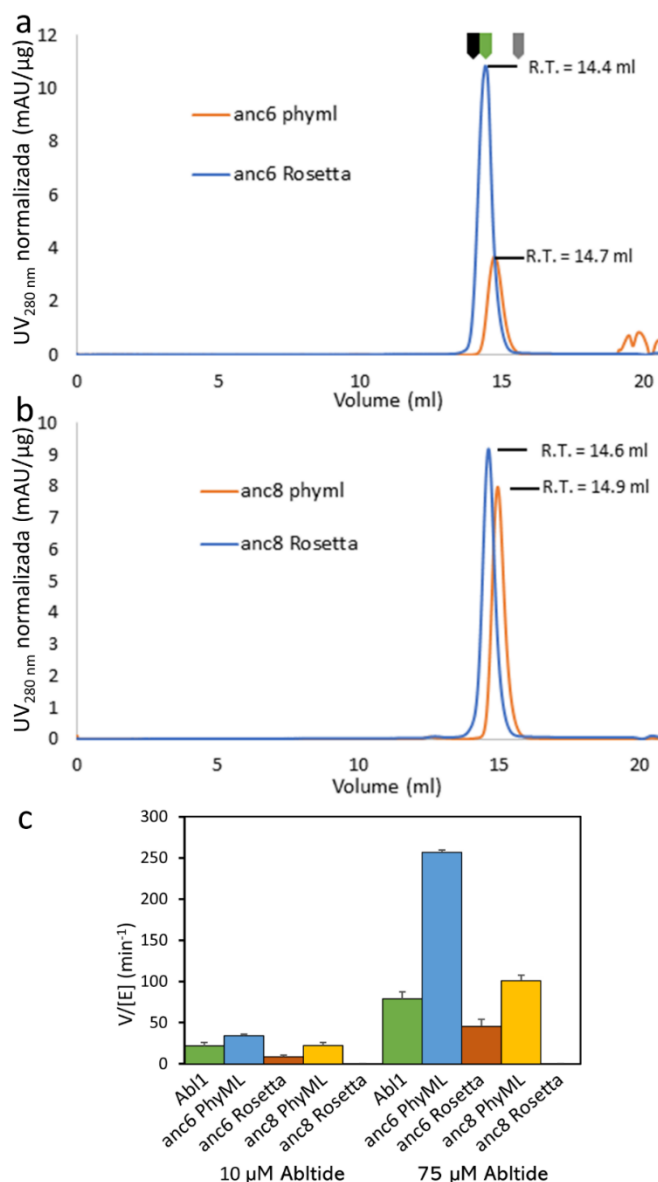 a
12
10
8
6
4
2
0
UV280 nm normalizada (mAU/µg)
anc6 phyml
anc6 Rosetta
R.T. = 14.4 ml
R.T. = 14.7 ml
0 5 10 15 20
Volume (ml)
b
10
9
8
7
6
5
4
3
2
1
0
UV280 nm normalizada (mAU/µg)
anc8 phyml
anc8 Rosetta
R.T. = 14.6 ml
R.T. = 14.9 ml
0 5 10 15 20
Volume (ml)
c
300
250
200
150
100
50
0
V/[E] (min-1)
Abl1
anc6 PhyML
anc6 Rosetta
anc8 PhyML
anc8 Rosetta
Abl1
anc6 PhyML
anc6 Rosetta
anc8 PhyML
anc8 Rosetta
10 µM Abltide 75 µM Abltide